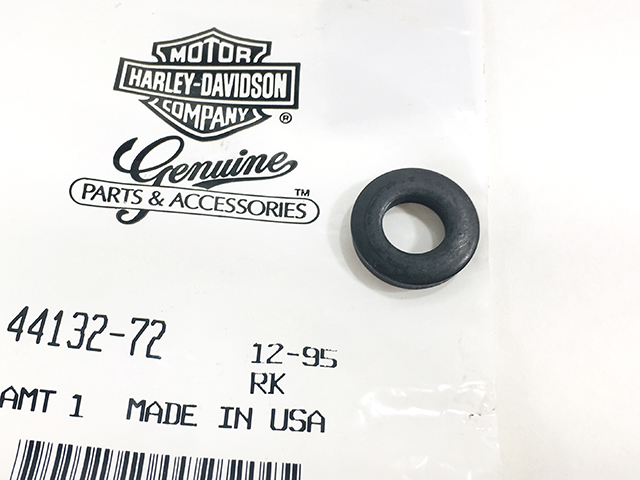 MOTOR
HARLEY-DAVIDSON
COMPANY ®
Genuine
PARTS & ACCESSORIES ™
44132-72
12-95
RK
AMT 1 MADE IN USA